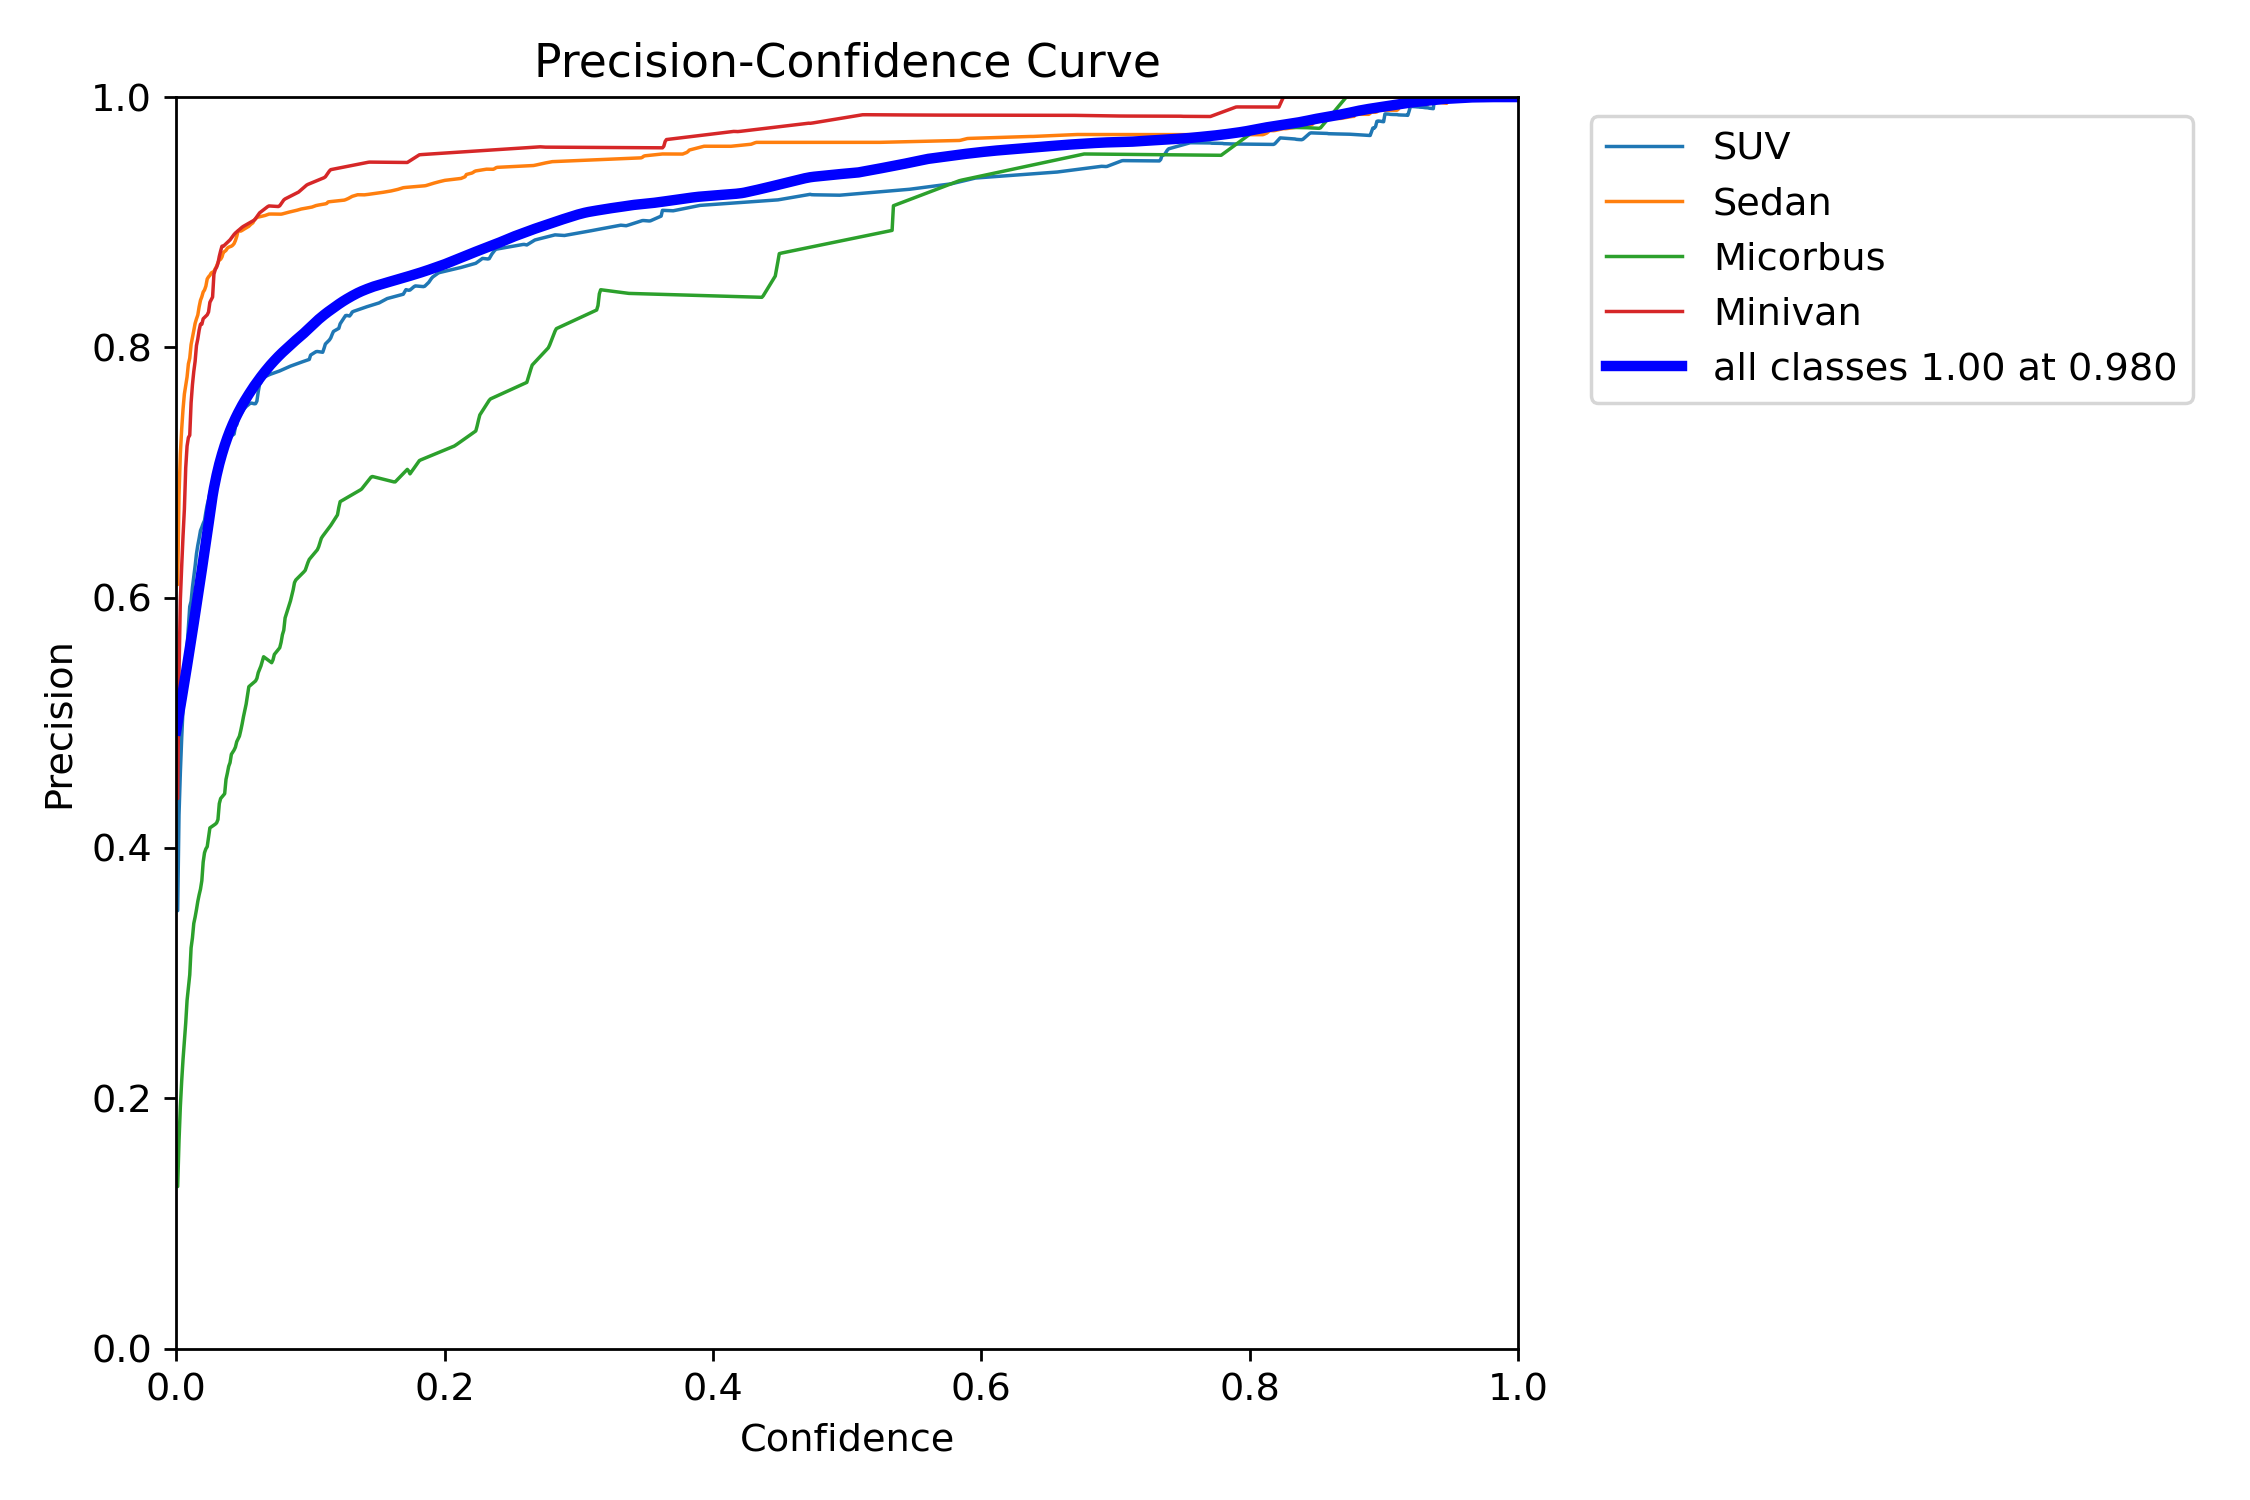 Precision-Confidence Curve
1.0
0.8
0.6
0.4
0.2
0.0
Precision
0.0 0.2 0.4 0.6 0.8 1.0
Confidence
SUV
Sedan
Micorbus
Minivan
all classes 1.00 at 0.980